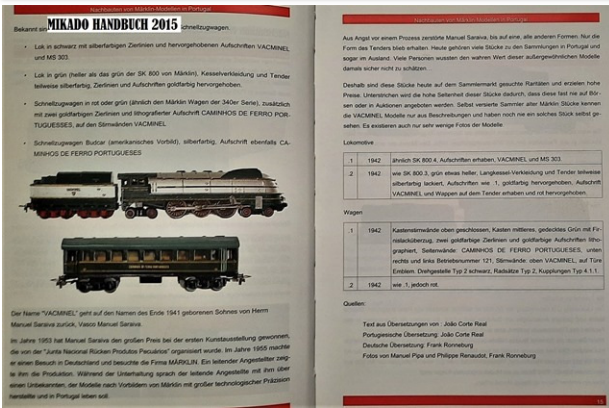 Nachbauten von Märklin-Modellen in Portugal
MIKADO HANDBUCH 2015
Bekannt sind
chnellzugwagen.
• Lok in schwarz mit silberfarbigen Zierlinien und hervorgehobenen Aufschriften VACMINEL
und MS 303.
• Lok in grün (heller als das grün der SK 800 von Märklin), Kesselverkleidung und Tender
teilweise silberfarbig, Zierlinien und Aufschriften goldfarbig hervorgehoben.
• Schnellzugwagen in rot oder grün (ähnlich den Märklin Wagen der 340er Serie), zusätzlich
mit zwei goldfarbigen Zierlinien und lithografierter Aufschrift CAMINHOS DE FERRO POR-
TUGUESSES, auf den Stirnwänden VACMINEL
• Schnellzugwagen Budcar (amerikanisches Vorbild), silberfarbig, Aufschrift ebenfalls CA-
MINHOS DE FERRO PORTUGUESES
Der Name "VACMINEL" geht auf den Namen des Ende 1941 geborenen Sohnes von Herrn
Manuel Saraiva zurück, Vasco Manuel Saraiva.
Im Jahre 1953 hat Manuel Saraiva den großen Preis bei der ersten Kunstausstellung gewonnen,
die von der "Junta Nacional Rücken Produtos Pecuários" organisiert wurde. Im Jahre 1955 machte
er einen Besuch in Deutschland und besuchte die Firma MÄRKLIN. Ein leitender Angestellter zeig-
te ihm die Produktion. Während der Unterhaltung sprach der leitende Angestellte mit ihm über
einen Unbekannten, der Modelle nach Vorbildern von Märklin mit großer technologischer Präzision
herstellte und in Portugal leben soll.
Nachbauten von Märklin-Modellen in Portugal
Aus Angst vor einem Prozess zerstörte Manuel Saraiva, bis auf eine, alle anderen Formen. Nur die
Form des Tenders blieb erhalten. Heute gehören viele Stücke zu den Sammlungen in Portugal und
sogar im Ausland. Viele Personen wussten den wahren Wert dieser außergewöhnlichen Modelle
damals sicher nicht zu schätzen.
Deshalb sind diese Stücke heute auf dem Sammlermarkt gesuchte Raritäten und erzielen hohe
Preise. Unterstrichen wird die hohe Seltenheit dieser Stücke dadurch, dass diese fast nie auf Bör-
sen oder in Auktionen angeboten werden. Selbst versierte Sammler alter Märklin Stücke kennen
die VACMINEL Modelle nur aus Beschreibungen und haben noch nie ein solches Stück selbst ge-
sehen. Es existieren auch nur sehr wenige Fotos der Modelle.
Lokomotive
.1 1942 ähnlich SK 800.4, Aufschriften erhaben, VACMINEL und MS 303.
.2 1942 wie SK 800.3, grün etwas heller, Langkessel-Verkleidung und Tender teilweise
silberfarbig lackiert, Aufschriften wie .1, goldfarbig hervorgehoben, Aufschrift
VACMINEL und Wappen auf dem Tender erhaben und rot hervorgehoben.
Wagen
.1 1942 Kastenstirnwände oben geschlossen, Kasten mittleres, gedecktes Grün mit Fir-
nislacküberzug, zwei goldfarbige Zierlinien und goldfarbige Aufschriften litho-
graphiert, Seitenwände: CAMINHOS DE FERRO PORTUGUESES, unten
rechts und links Betriebsnummer 121, Stirnwände: oben VACMINEL, auf Türe
Emblem. Drehgestelle Typ 2 schwarz, Radsätze Typ 2, Kupplungen Typ 4.1.1.
.2 1942 wie .1, jedoch rot.
Quellen:
Text aus Übersetzungen von : João Corte Real
Portugiesische Übersetzung: João Corte Real
Deutsche Übersetzung: Frank Ronneburg
Fotos von Manuel Pipa und Philippe Renaudot, Frank Ronneburg